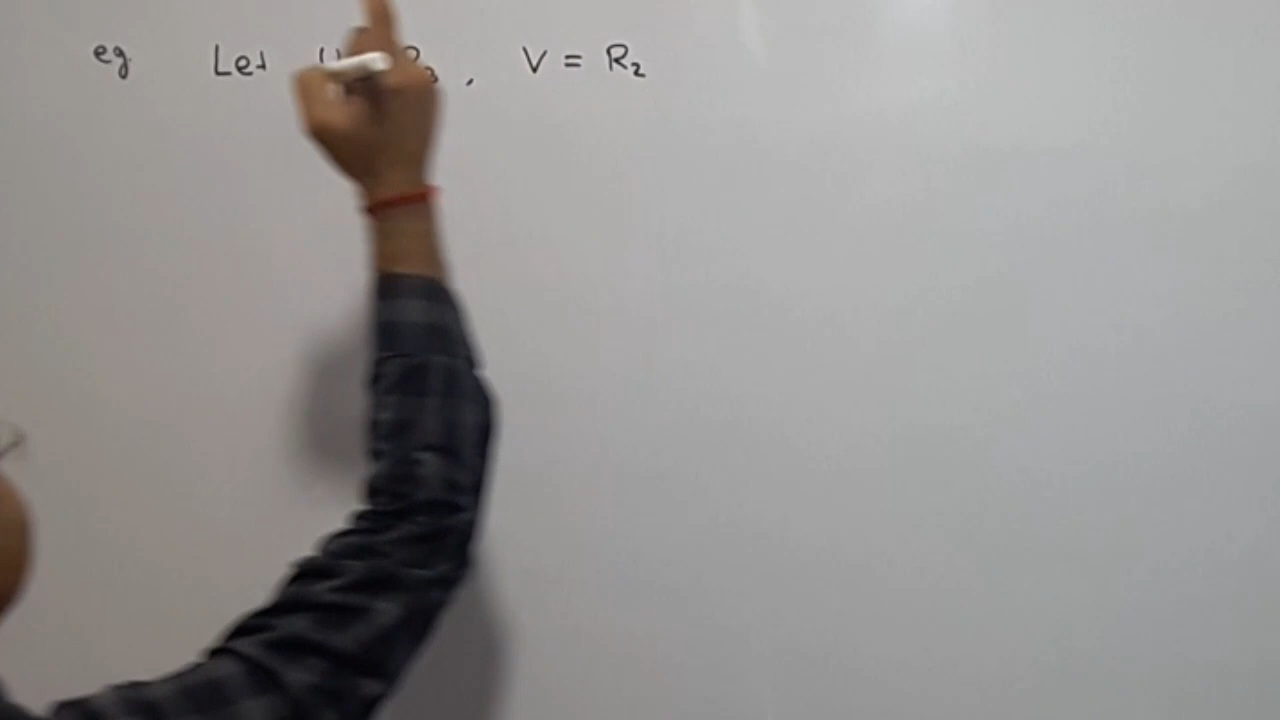 eg Let , V = R₂